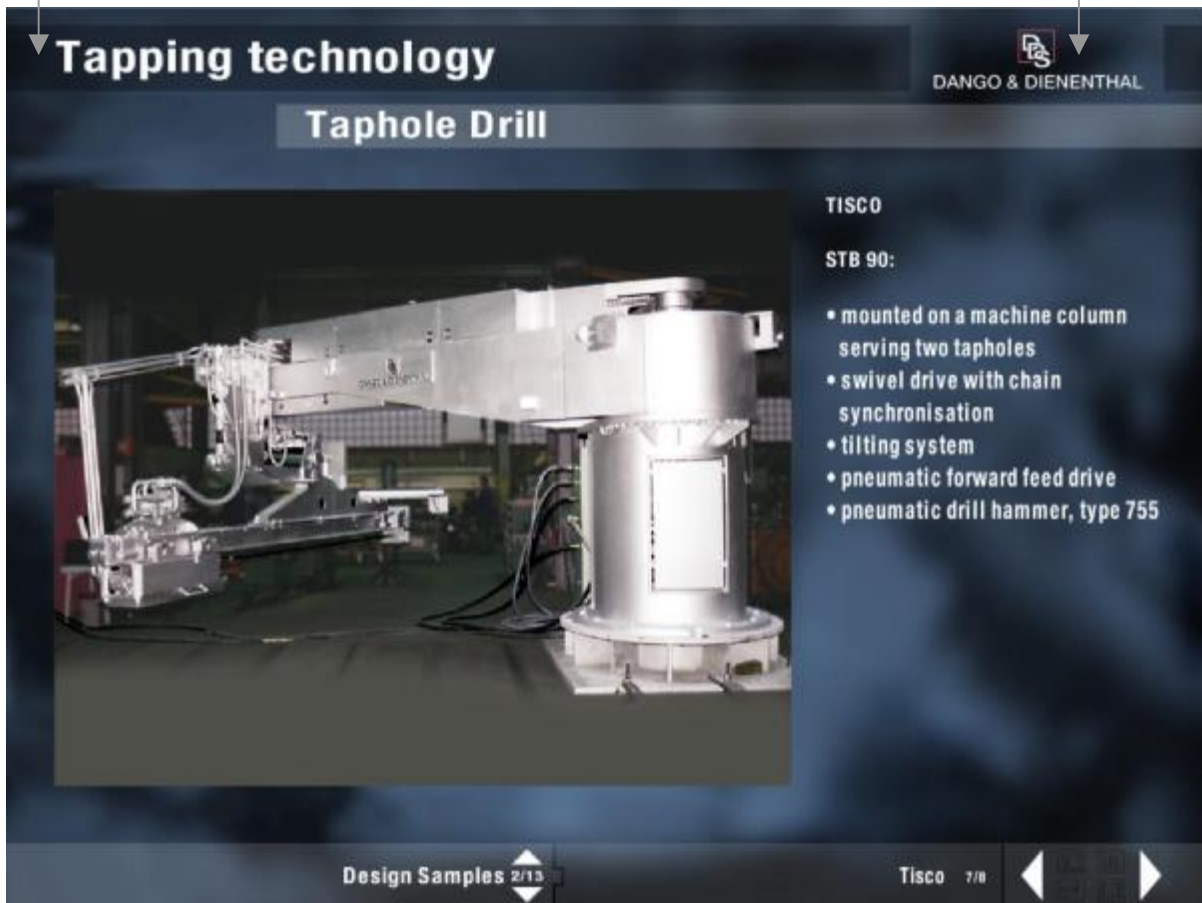 Tapping technology
DDS
DANGO & DIENENTHAL
Taphole Drill
TISCO
STB 90:
• mounted on a machine column
serving two tapholes
• swivel drive with chain
synchronisation
• tilting system
• pneumatic forward feed drive
• pneumatic drill hammer, type 755
Design Samples 2/13
Tisco 7/8